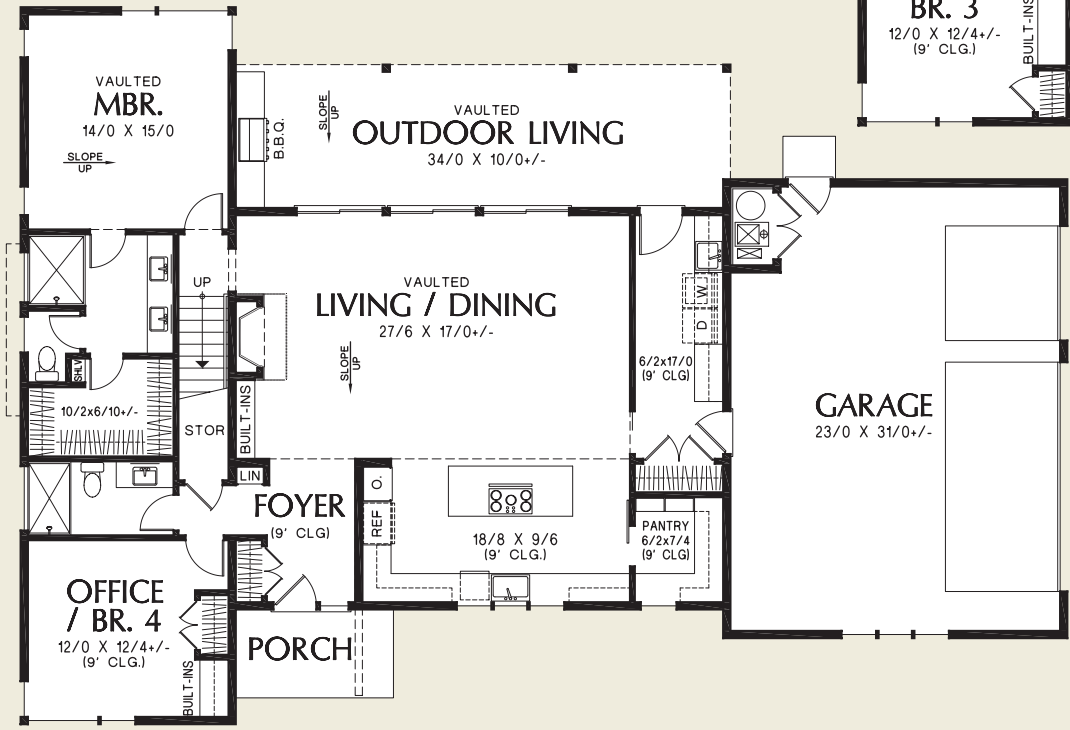 BR. 3
12/0 X 12/4+/-
(9' CLG.)
BUILT-INS
VAULTED
MBR.
14/0 X 15/0
SLOPE
UP
B.B.Q.
SLOPE
UP
VAULTED
OUTDOOR LIVING
34/0 X 10/0+/-
UP
VAULTED
LIVING / DINING
27/6 X 17/0+/-
SLOPE
UP
W
D
6/2x17/0
(9' CLG)
SHLV
10/2x6/10+/-
STOR
BUILT-INS
GARAGE
23/0 X 31/0+/-
LIN
FOYER
(9' CLG)
O.
REF
18/8 X 9/6
(9' CLG.)
PANTRY
6/2x7/4
(9' CLG)
OFFICE
/ BR. 4
12/0 X 12/4+/-
(9' CLG.)
BUILT-INS
PORCH